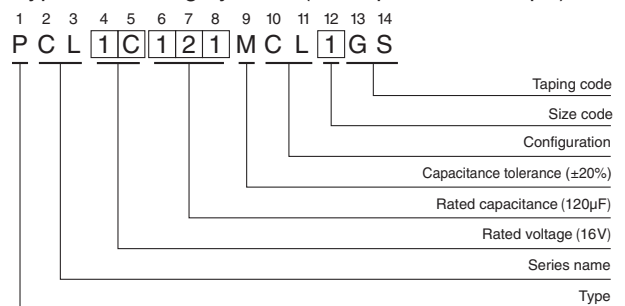 1 2 3 4 5 6 7 8 9 10 11 12 13 14
P C L 1 C 1 2 1 M C L 1 G S
Taping code
Size code
Configuration
Capacitance tolerance (±20%)
Rated capacitance (120µF)
Rated voltage (16V)
Series name
Type